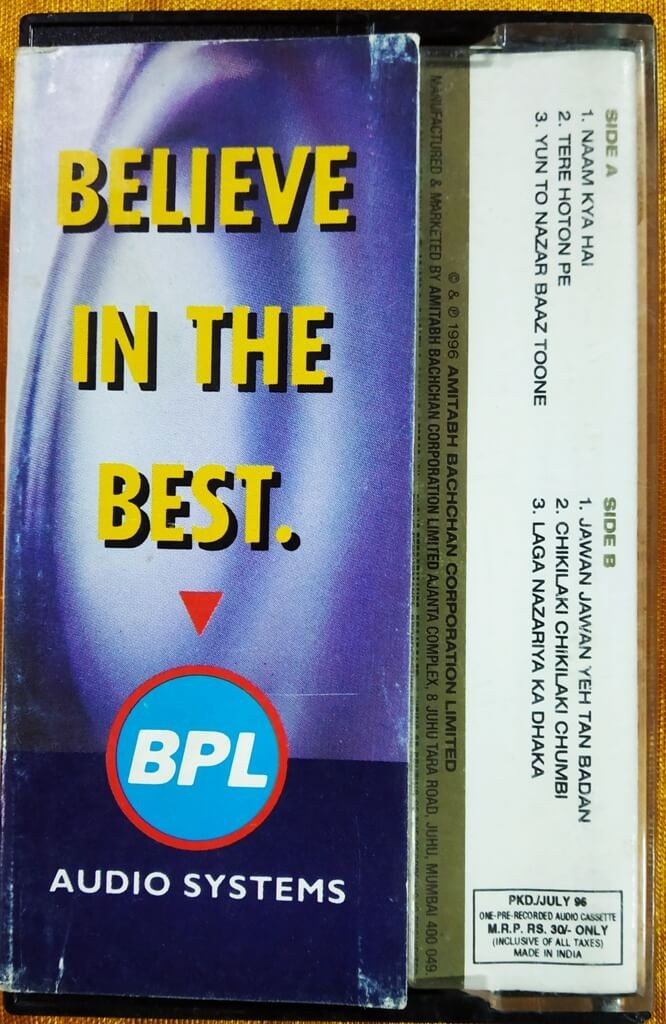 BELIEVE
IN THE
BEST.
BPL
AUDIO SYSTEMS
SIDE A
1. NAAM KYA HAI
2. TERE HOTON PE
3. YUN TO NAZAR BAAZ TOONE
SIDE B
1. JAWAN JAWAN YEH TAN BADAN
2. CHIKILAKI CHIKILAKI CHUMBI
3. LAGA NAZARIYA KA DHAKA
© & ℗ 1996 AMITABH BACHCHAN CORPORATION LIMITED
MANUFACTURED & MARKETED BY AMITABH BACHCHAN CORPORATION LIMITED AJANTA COMPLEX, 8 JUHU TARA ROAD, JUHU, MUMBAI 400 049.
PKD./JULY 96
ONE-PRE-RECORDED AUDIO CASSETTE
M.R.P. RS. 30/- ONLY
(INCLUSIVE OF ALL TAXES)
MADE IN INDIA